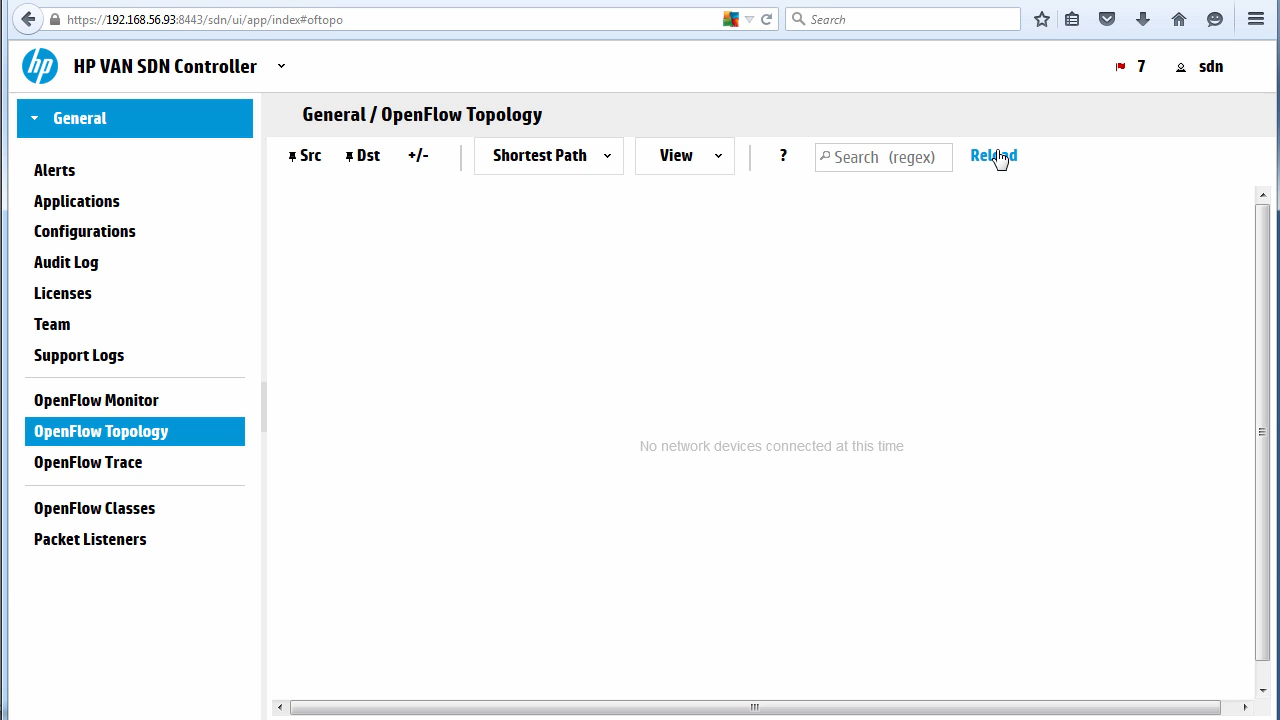 https://192.168.56.93:8443/sdn/ui/app/index#oftopo
Search
hp
HP VAN SDN Controller
7
sdn
General
General / OpenFlow Topology
Src
Dst
+/-
Shortest Path
View
?
Search (regex)
Reload
Alerts
Applications
Configurations
Audit Log
Licenses
Team
Support Logs
OpenFlow Monitor
OpenFlow Topology
OpenFlow Trace
OpenFlow Classes
Packet Listeners
No network devices connected at this time